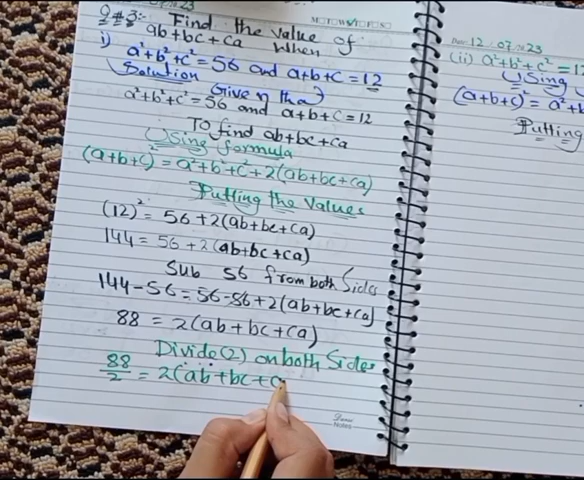 Q#3:- Find the value of
ab+bc+ca when
i) a²+b²+c²=56 and a+b+c=12
Solution Given tha
a²+b²+c²=56 and a+b+c=12
To find ab+bc+ca
Using formula
(a+b+c)²=a²+b²+c²+2(ab+bc+ca)
Putting the values
(12)²=56+2(ab+bc+ca)
144=56+2(ab+bc+ca)
Sub 56 from both Sides
144-56=56-56+2(ab+bc+ca)
88=2(ab+bc+ca)
Divide(2) on both Sides
88/2=2(ab+bc+c
Notes
12.07.23
(ii) a²+b²+c²=1
Using
(a+b+c)²=a²+b
Putting